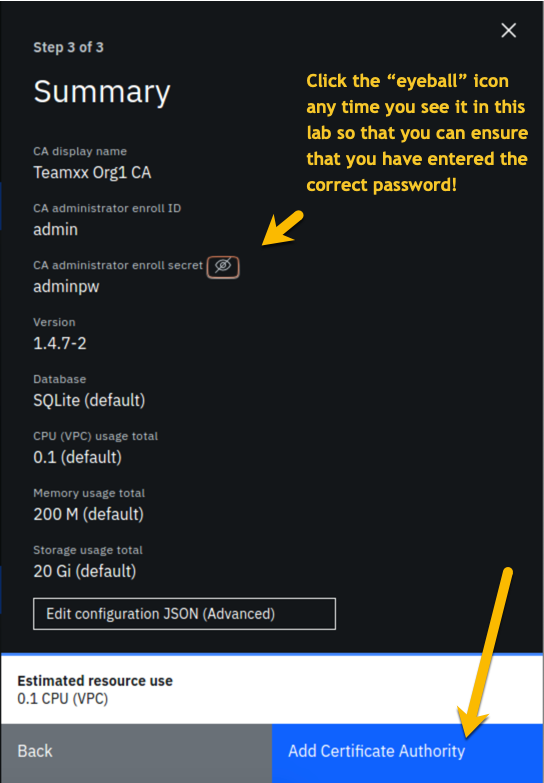 Step 3 of 3
Summary
Click the “eyeball” icon
any time you see it in this
lab so that you can ensure
that you have entered the
correct password!
CA display name
Teamxx Org1 CA
CA administrator enroll ID
admin
CA administrator enroll secret
adminpw
Version
1.4.7-2
Database
SQLite (default)
CPU (VPC) usage total
0.1 (default)
Memory usage total
200 M (default)
Storage usage total
20 Gi (default)
Edit configuration JSON (Advanced)
Estimated resource use
0.1 CPU (VPC)
Back
Add Certificate Authority